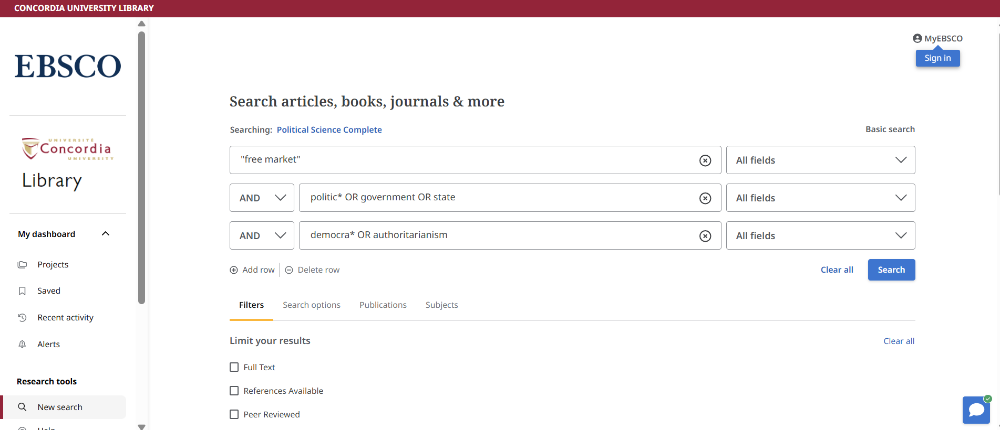 CONCORDIA UNIVERSITY LIBRARY
EBSCO
UNIVERSITÉ
Concordia
UNIVERSITY
Library
My dashboard
Projects
Saved
Recent activity
Alerts
Research tools
New search
Help
MyEBSCO
Sign in
Search articles, books, journals & more
Searching: Political Science Complete
Basic search
"free market" All fields
AND politic* OR government OR state All fields
AND democra* OR authoritarianism All fields
Add row Delete row Clear all Search
Filters Search options Publications Subjects
Limit your results Clear all
Full Text
References Available
Peer Reviewed